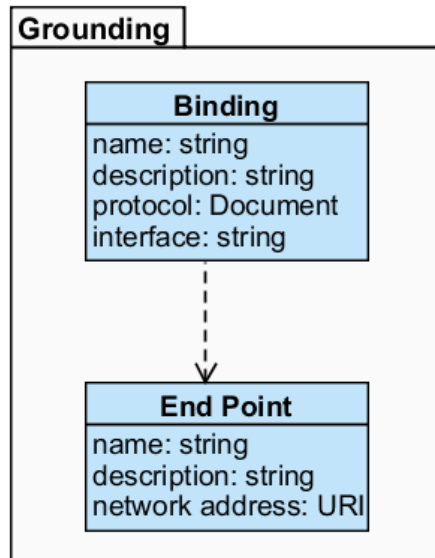 Grounding
Binding
name: string
description: string
protocol: Document
interface: string
End Point
name: string
description: string
network address: URI